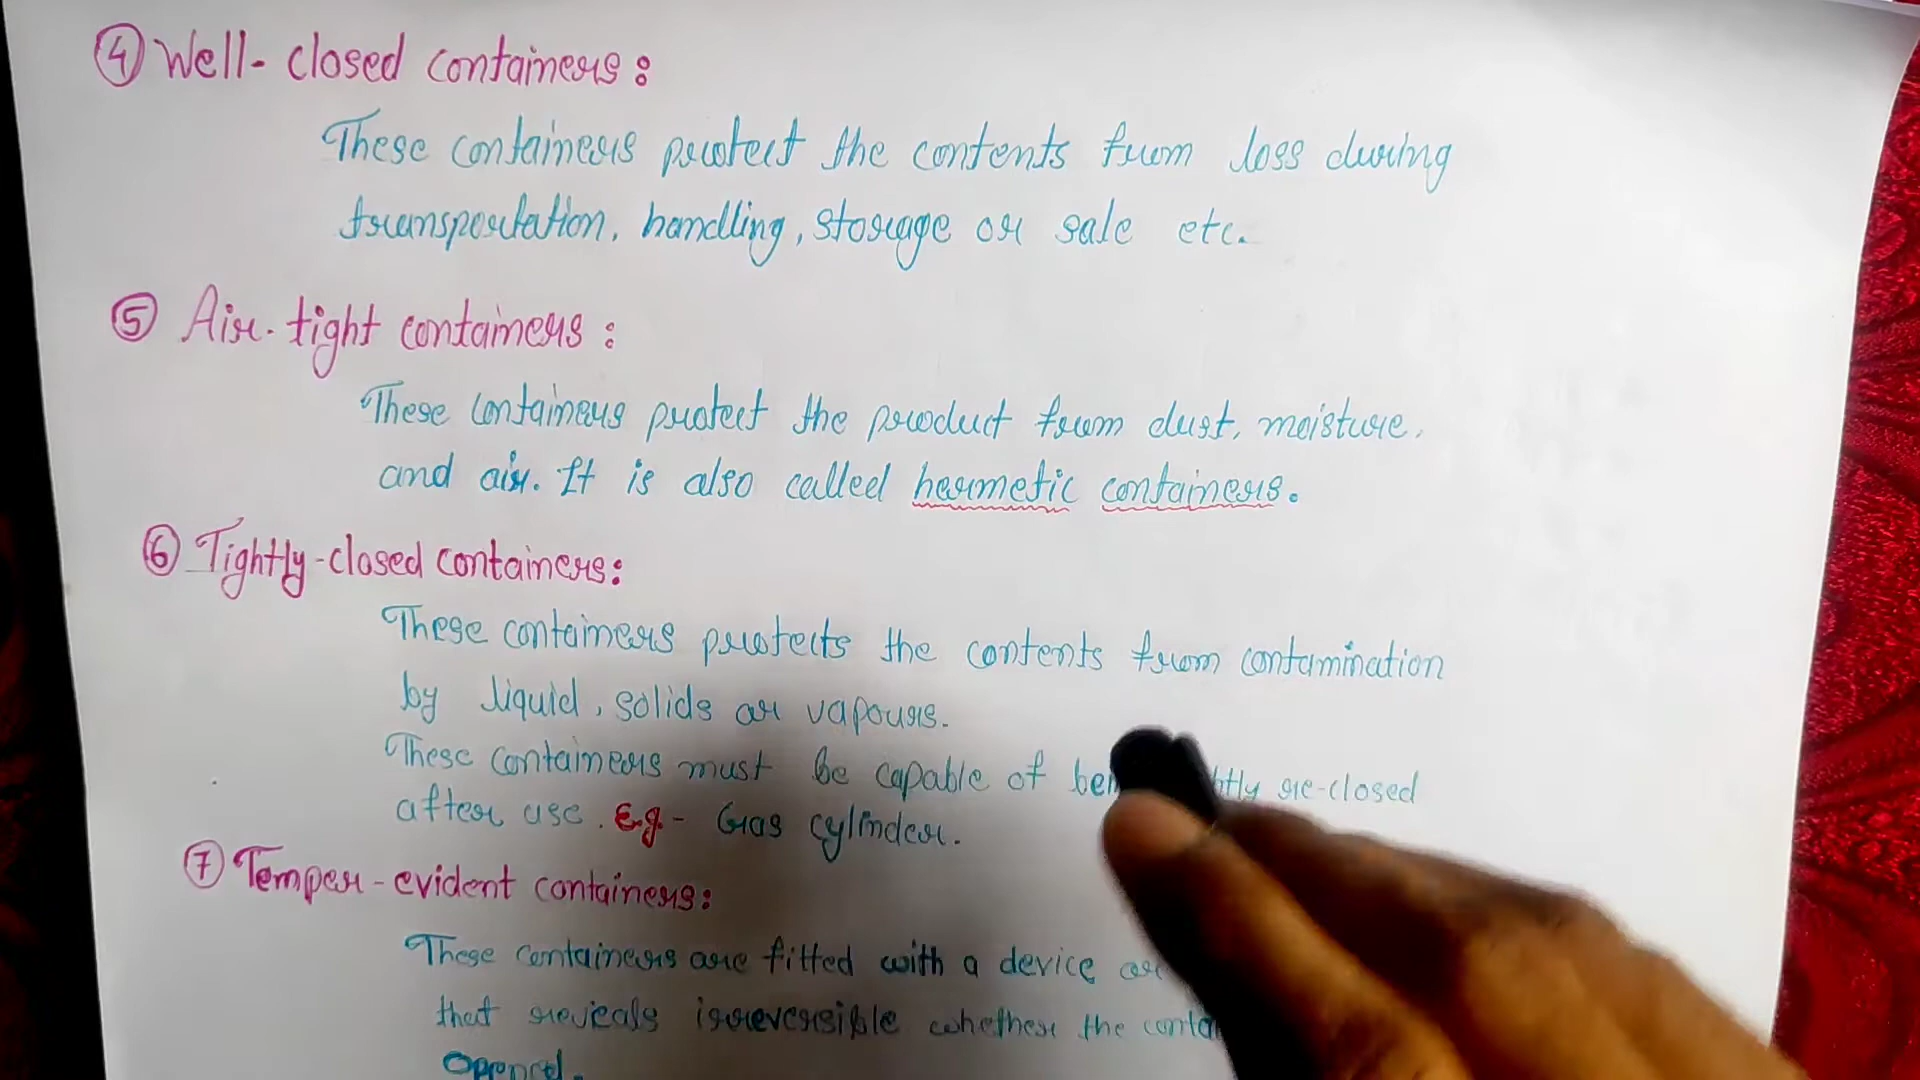 ④ Well-closed containers:
These containers protect the contents from loss during
transportation, handling, storage or sale etc.
⑤ Air-tight containers:
These containers protect the product from dust, moisture,
and air. It is also called hermetic containers.
⑥ Tightly-closed containers:
These containers protects the contents from contamination
by liquid, solids or vapours.
These containers must be capable of re-closed
after use. E.g- Gas cylinder.
⑦ Temper-evident containers:
These containers are fitted with a device or
that reveals irreversible whether the
Opened.